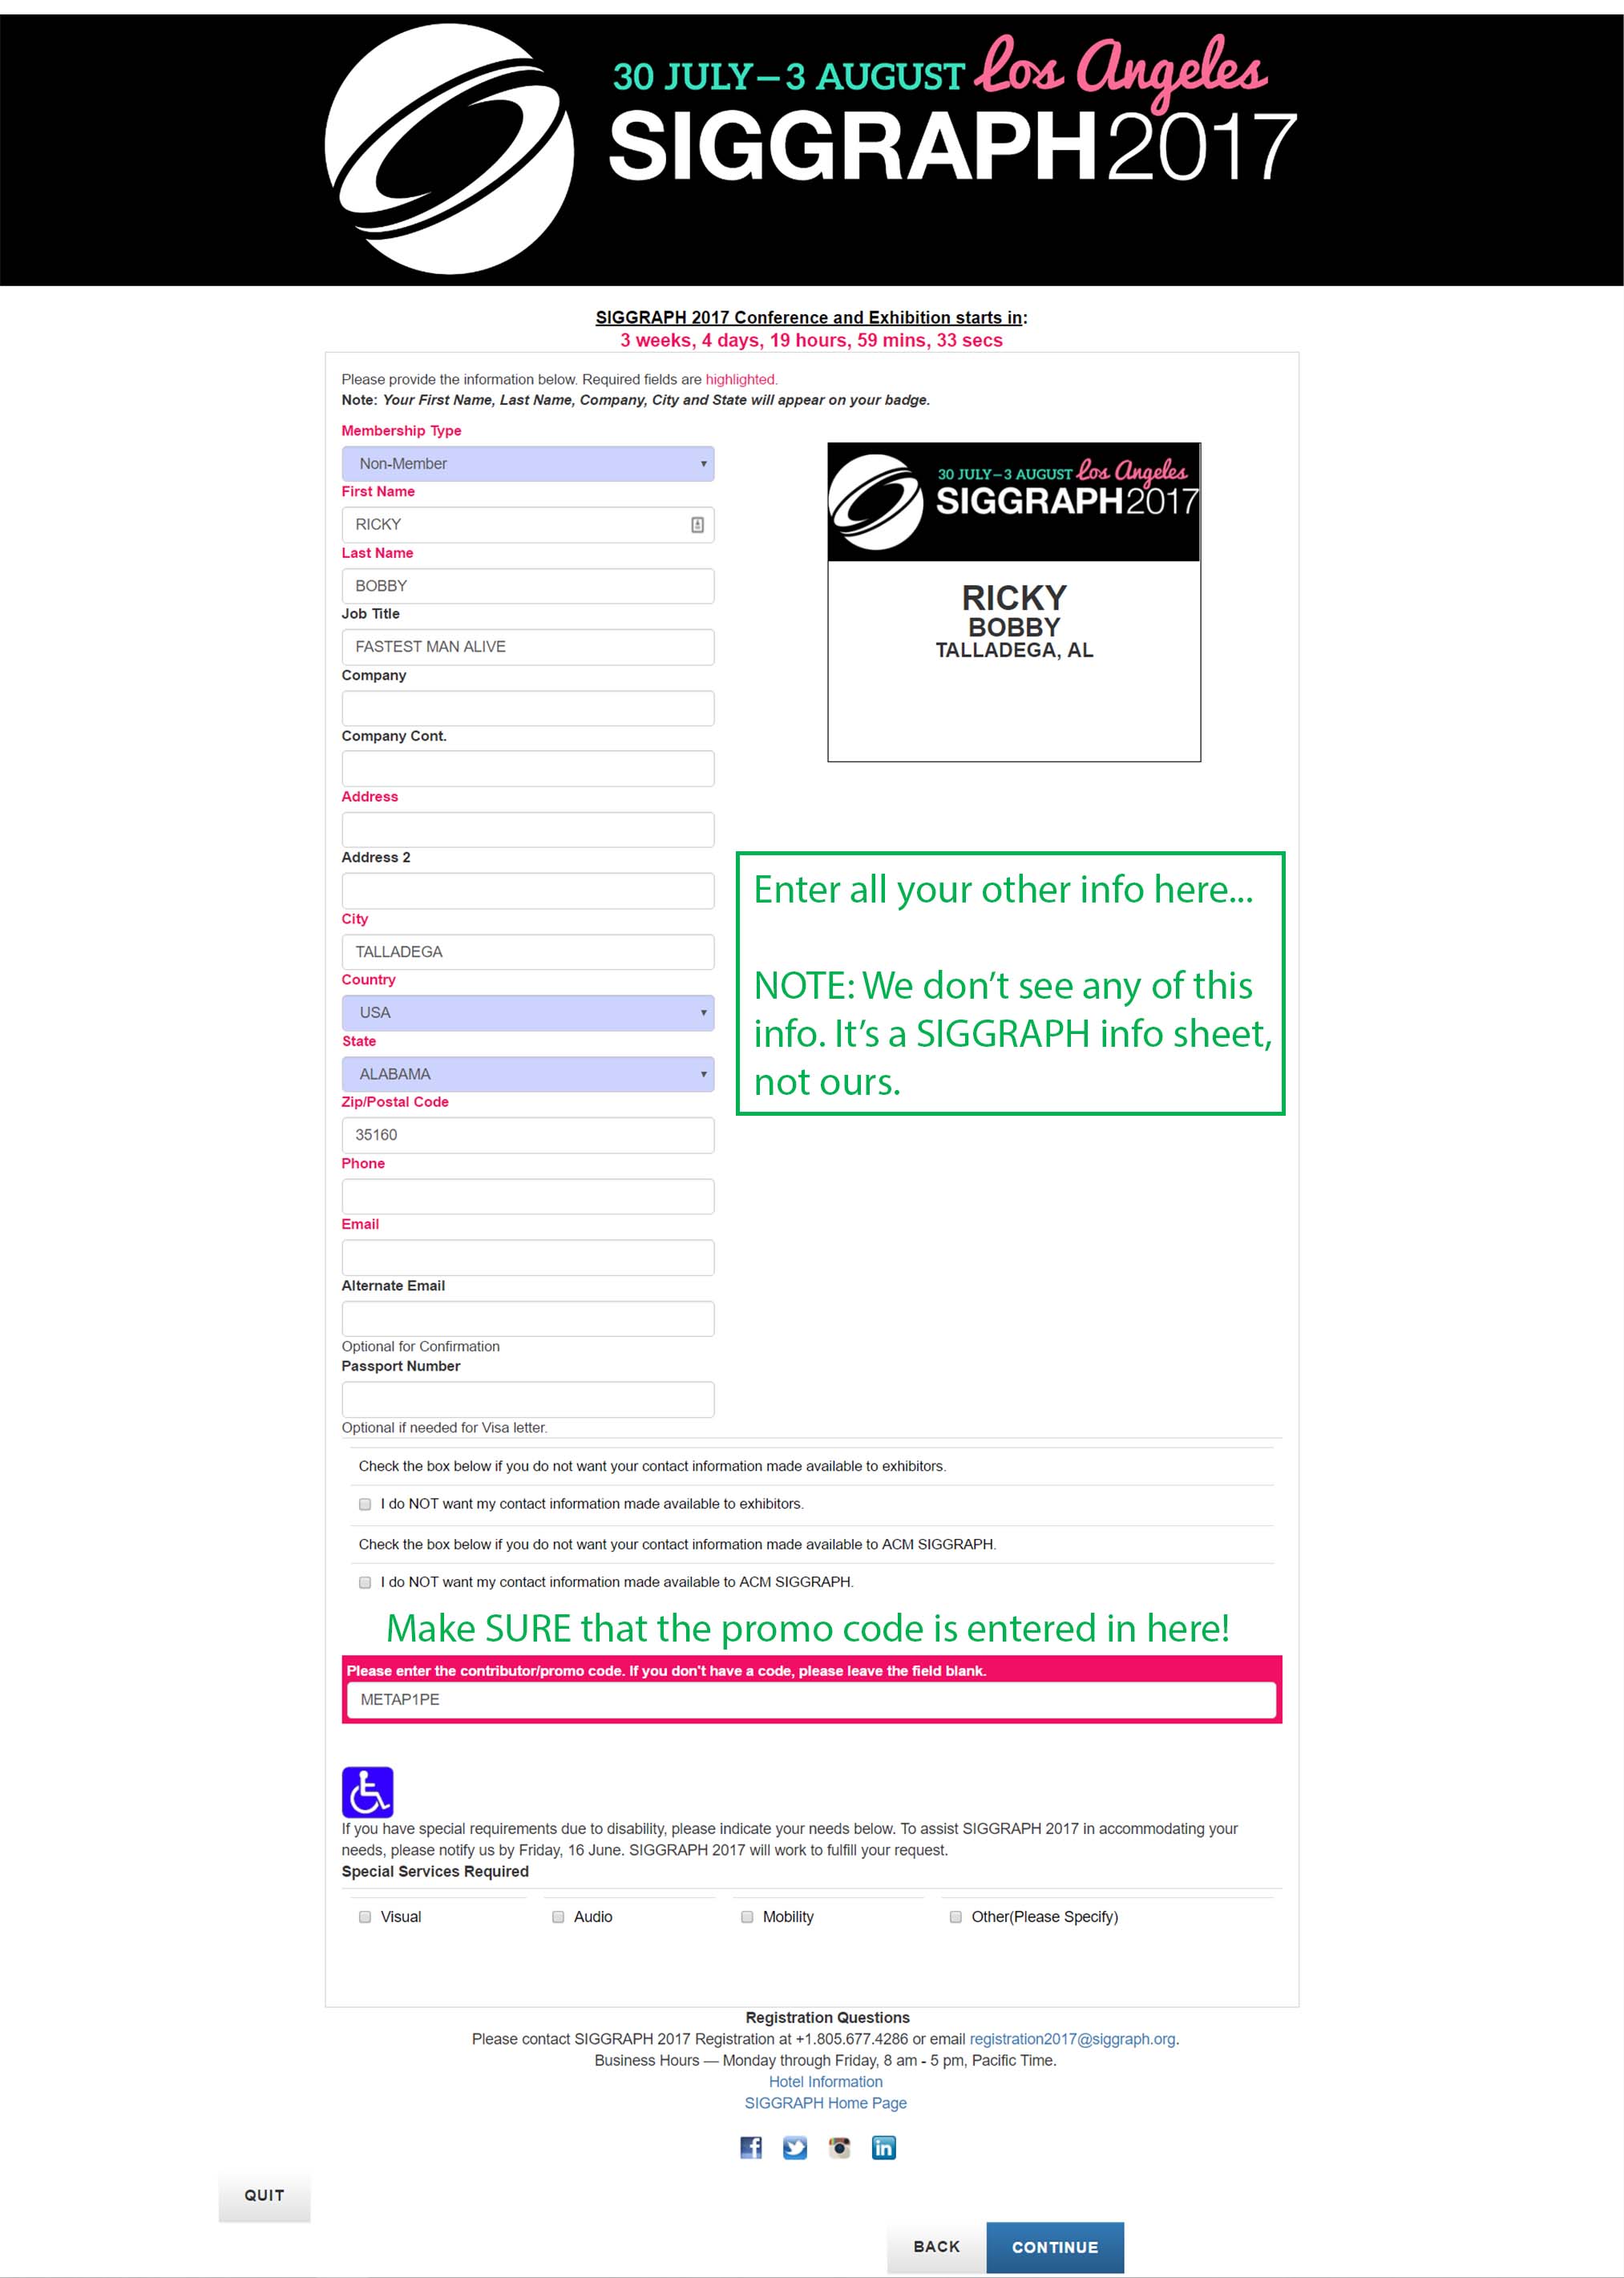 30 JULY – 3 AUGUST Los Angeles
SIGGRAPH2017
SIGGRAPH 2017 Conference and Exhibition starts in:
3 weeks, 4 days, 19 hours, 59 mins, 33 secs
Please provide the information below. Required fields are highlighted.
Note: Your First Name, Last Name, Company, City and State will appear on your badge.
Membership Type
Non-Member
First Name
RICKY
Last Name
BOBBY
Job Title
FASTEST MAN ALIVE
Company
Company Cont.
Address
Address 2
City
TALLADEGA
Country
USA
State
ALABAMA
Zip/Postal Code
35160
Phone
Email
Alternate Email
Optional for Confirmation
Passport Number
Optional if needed for Visa letter.
30 JULY – 3 AUGUST Los Angeles
SIGGRAPH2017
RICKY
BOBBY
TALLADEGA, AL
Enter all your other info here...
NOTE: We don't see any of this
info. It's a SIGGRAPH info sheet,
not ours.
Check the box below if you do not want your contact information made available to exhibitors.
I do NOT want my contact information made available to exhibitors.
Check the box below if you do not want your contact information made available to ACM SIGGRAPH.
I do NOT want my contact information made available to ACM SIGGRAPH.
Make SURE that the promo code is entered in here!
Please enter the contributor/promo code. If you don't have a code, please leave the field blank.
METAP1PE
If you have special requirements due to disability, please indicate your needs below. To assist SIGGRAPH 2017 in accommodating your
needs, please notify us by Friday, 16 June. SIGGRAPH 2017 will work to fulfill your request.
Special Services Required
Visual Audio Mobility Other(Please Specify)
Registration Questions
Please contact SIGGRAPH 2017 Registration at +1.805.677.4286 or email registration2017@siggraph.org.
Business Hours — Monday through Friday, 8 am - 5 pm, Pacific Time.
Hotel Information
SIGGRAPH Home Page
QUIT
BACK CONTINUE